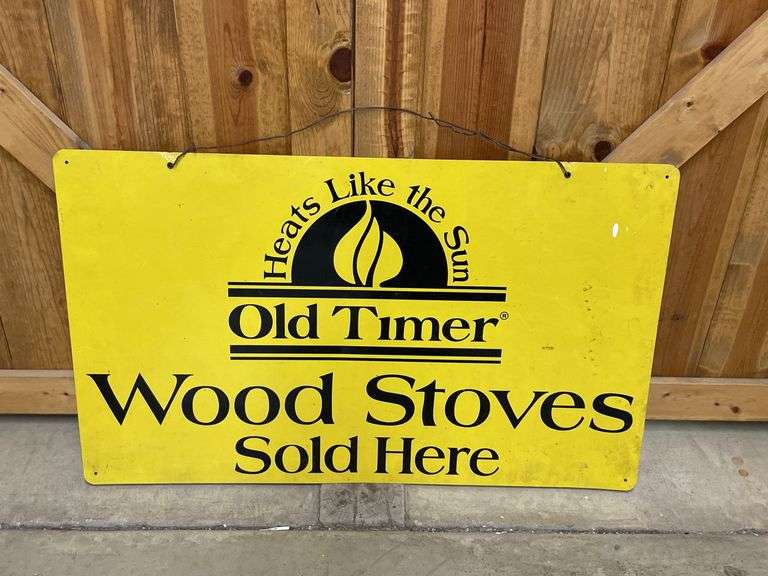 Heats Like the Sun
Old Timer®
Wood Stoves
Sold Here